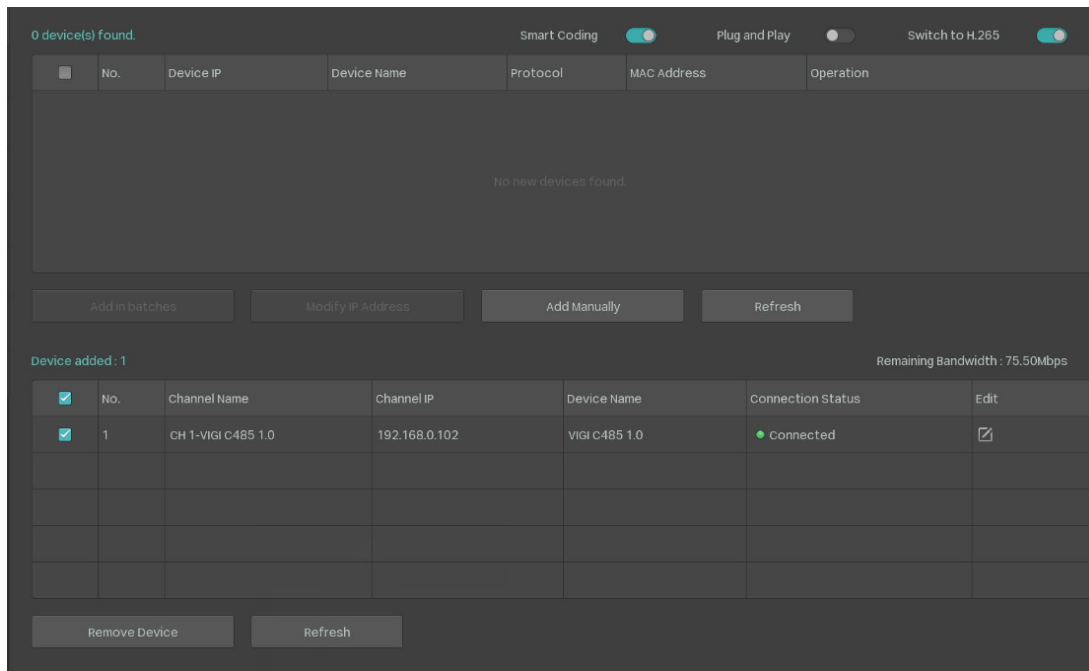 0 device(s) found. Smart Coding Plug and Play Switch to H.265
No. Device IP Device Name Protocol MAC Address Operation
No new devices found.
Add in batches Modify IP Address Add Manually Refresh
Device added : 1 Remaining Bandwidth : 75.50Mbps
No. Channel Name Channel IP Device Name Connection Status Edit
1 CH 1-VIGI C485 1.0 192.168.0.102 VIGI C485 1.0 Connected
Remove Device Refresh